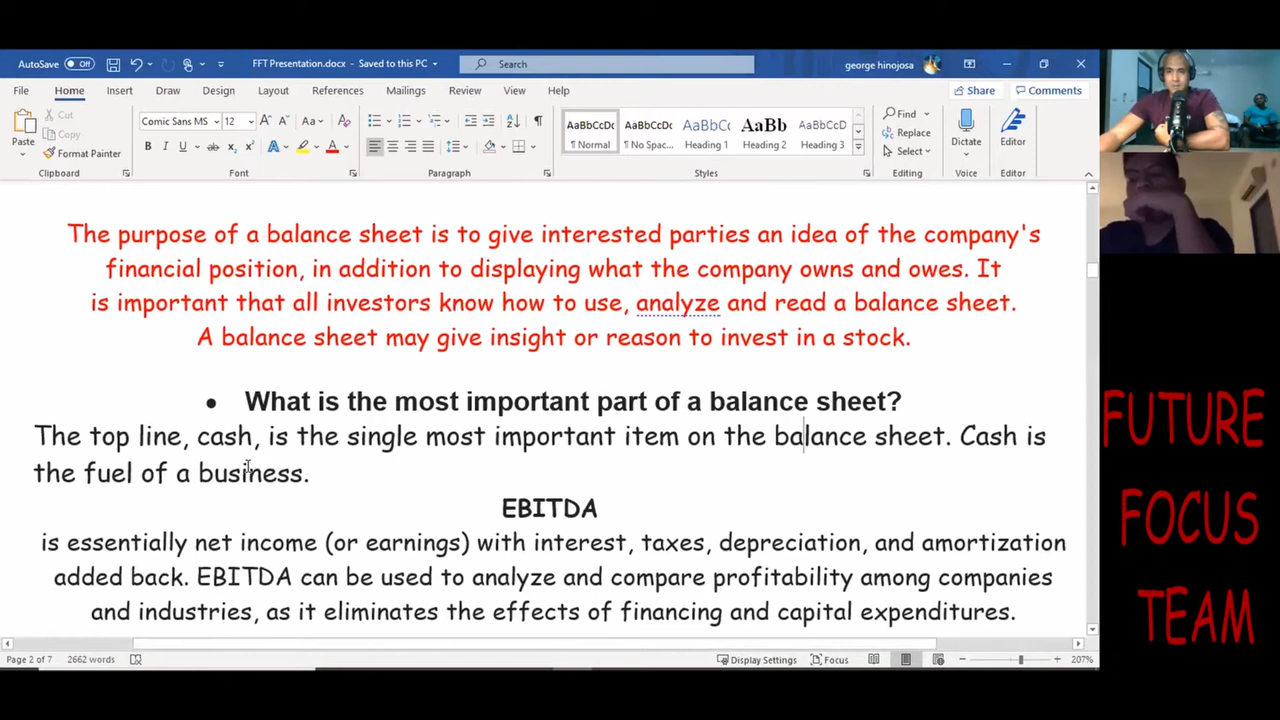 AutoSave Off
FFT Presentation.docx - Saved to this PC
Search
george hinojosa
File Home Insert Draw Design Layout References Mailings Review View Help
Share Comments
Paste
Cut
Copy
Format Painter
Clipboard
Comic Sans MS 12
Font
Paragraph
AaBbCcDc
¶ Normal
AaBbCcDc
¶ No Spac...
AaBbC
Heading 1
AaBb
Heading 2
AaBbCcD
Heading 3
Styles
Find
Replace
Select
Editing
Dictate
Voice
Editor
Editor
The purpose of a balance sheet is to give interested parties an idea of the company's
financial position, in addition to displaying what the company owns and owes. It
is important that all investors know how to use, analyze and read a balance sheet.
A balance sheet may give insight or reason to invest in a stock.
• What is the most important part of a balance sheet?
The top line, cash, is the single most important item on the balance sheet. Cash is
the fuel of a business.
EBITDA
is essentially net income (or earnings) with interest, taxes, depreciation, and amortization
added back. EBITDA can be used to analyze and compare profitability among companies
and industries, as it eliminates the effects of financing and capital expenditures.
Page 2 of 7 2662 words
Display Settings Focus
207%
FUTURE
FOCUS
TEAM